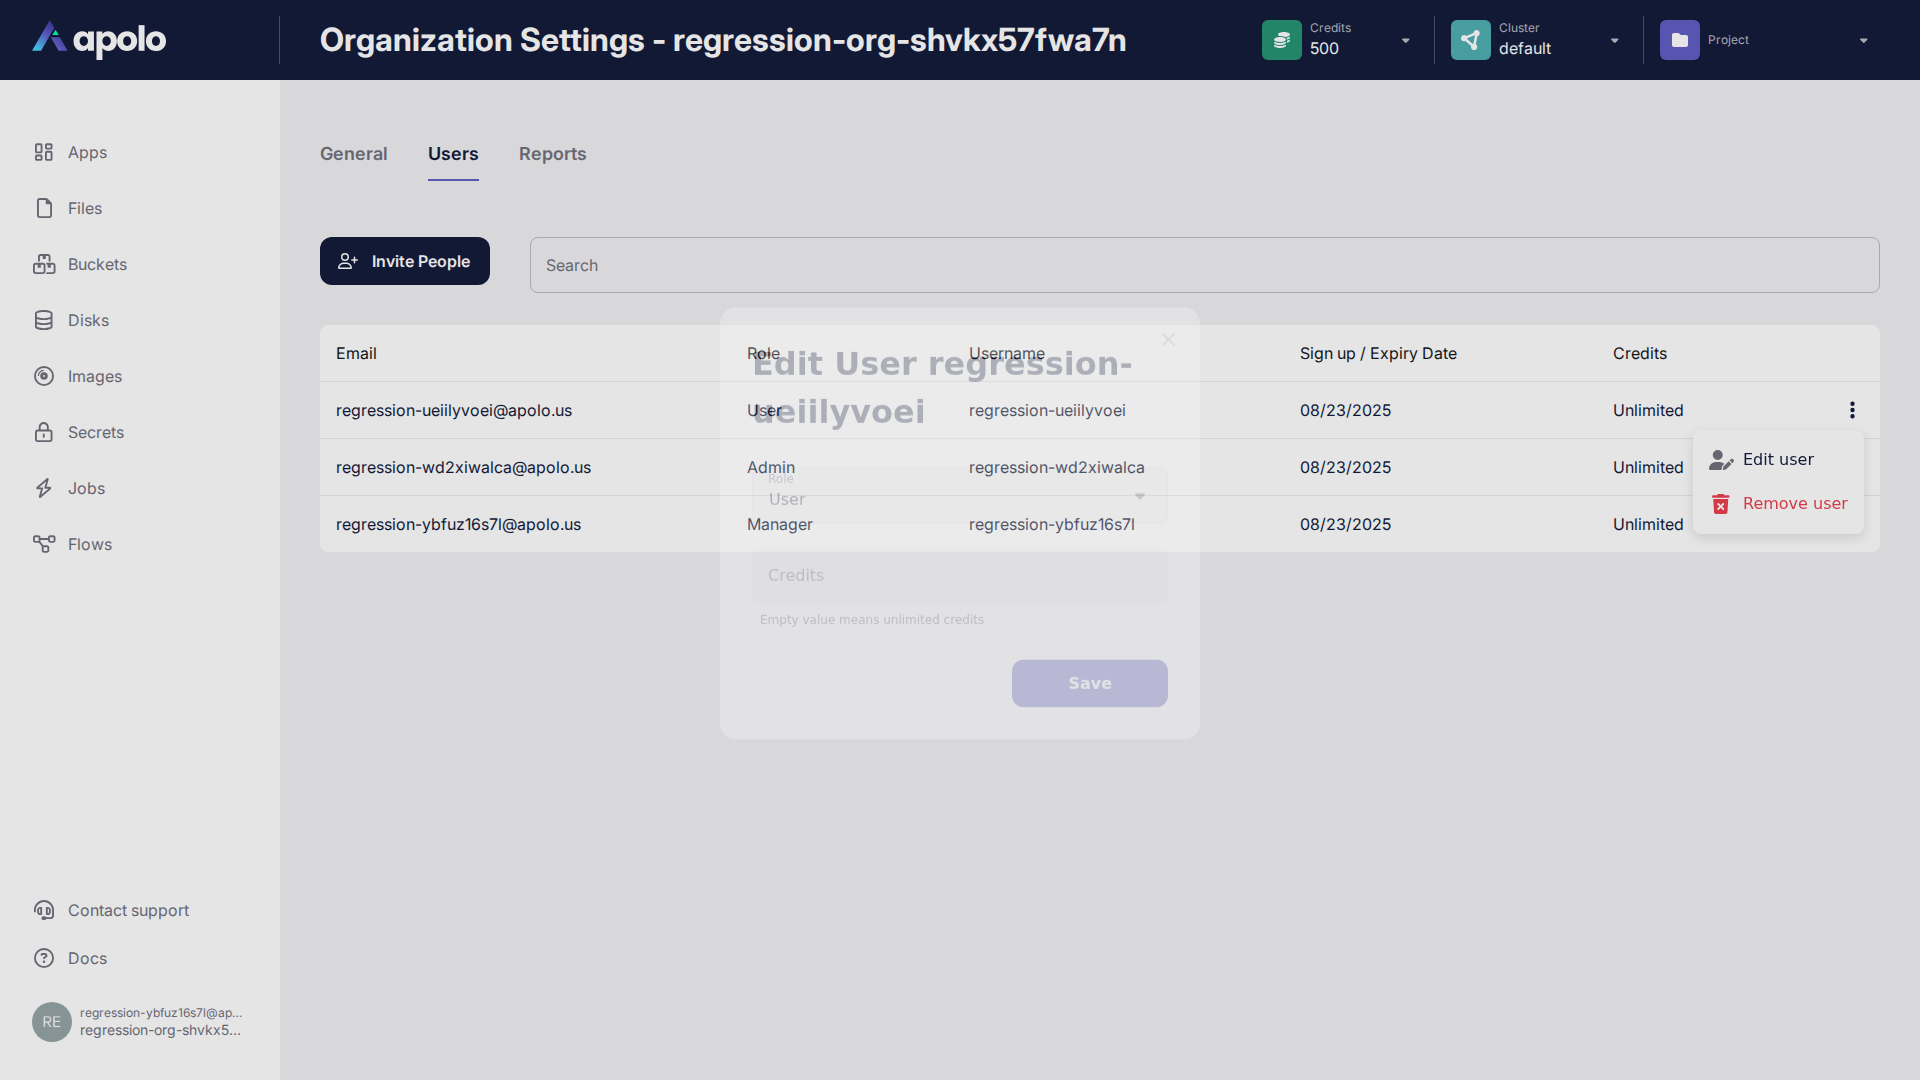 apolo
Organization Settings - regression-org-shvkx57fwa7n
Credits
500
Cluster
default
Project
Apps
Files
Buckets
Disks
Images
Secrets
Jobs
Flows
General
Users
Reports
Invite People
Search
Email
Role
Username
Sign up / Expiry Date
Credits
regression-ueiilyvoei@apolo.us
User
regression-ueiilyvoei
08/23/2025
Unlimited
regression-wd2xiwalca@apolo.us
Admin
regression-wd2xiwalca
08/23/2025
Unlimited
regression-ybfuz16s7l@apolo.us
Manager
regression-ybfuz16s7l
08/23/2025
Unlimited
Edit user
Remove user
Edit User regression-
ueiilyvoei
Role
User
Credits
Empty value means unlimited credits
Save
Contact support
Docs
RE
regression-ybfuz16s7l@ap...
regression-org-shvkx5...